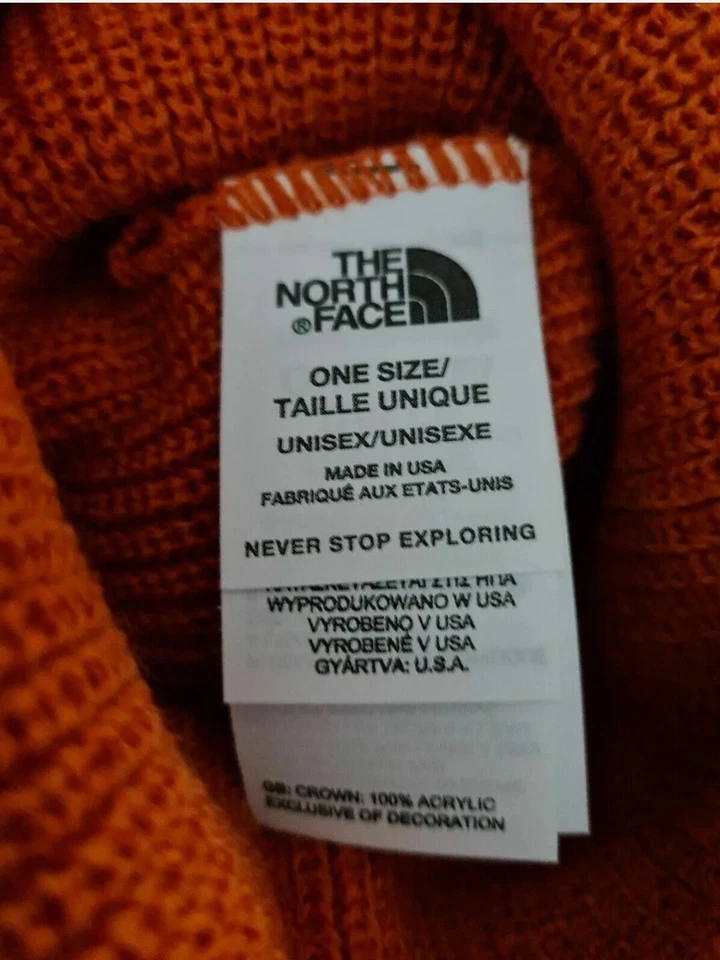 THE
NORTH
®FACE
ONE SIZE/
TAILLE UNIQUE
UNISEX/UNISEXE
MADE IN USA
FABRIQUÉ AUX ETATS-UNIS
NEVER STOP EXPLORING
WYPRODUKOWANO W USA
VYROBENO V USA
VYROBENÉ V USA
GYÁRTVA: U.S.A.
GB: CROWN: 100% ACRYLIC
EXCLUSIVE OF DECORATION